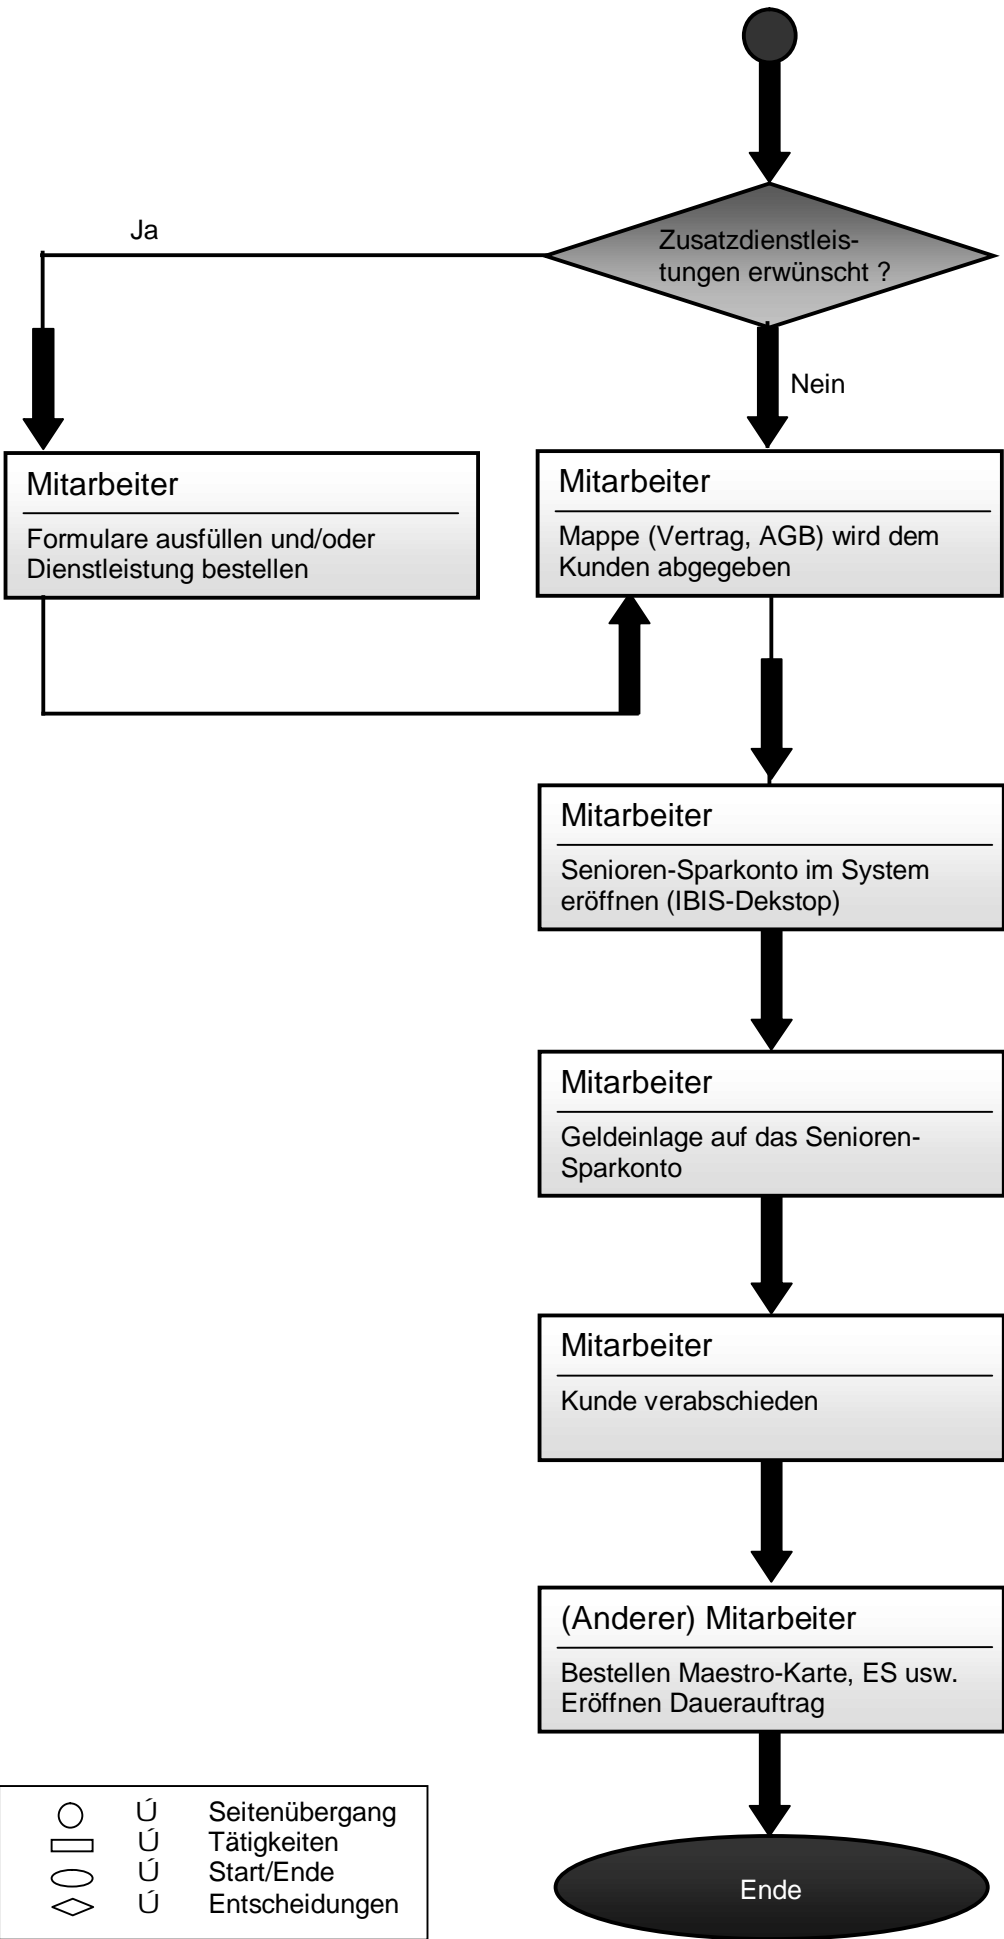 Zusatzdienstleis-
tungen erwünscht ?
Ja
Nein
Mitarbeiter
Formulare ausfüllen und/oder
Dienstleistung bestellen
Mitarbeiter
Mappe (Vertrag, AGB) wird dem
Kunden abgegeben
Mitarbeiter
Senioren-Sparkonto im System
eröffnen (IBIS-Dekstop)
Mitarbeiter
Geldeinlage auf das Senioren-
Sparkonto
Mitarbeiter
Kunde verabschieden
(Anderer) Mitarbeiter
Bestellen Maestro-Karte, ES usw.
Eröffnen Dauerauftrag
Ú Seitenübergang
Ú Tätigkeiten
Ú Start/Ende
Ú Entscheidungen
Ende